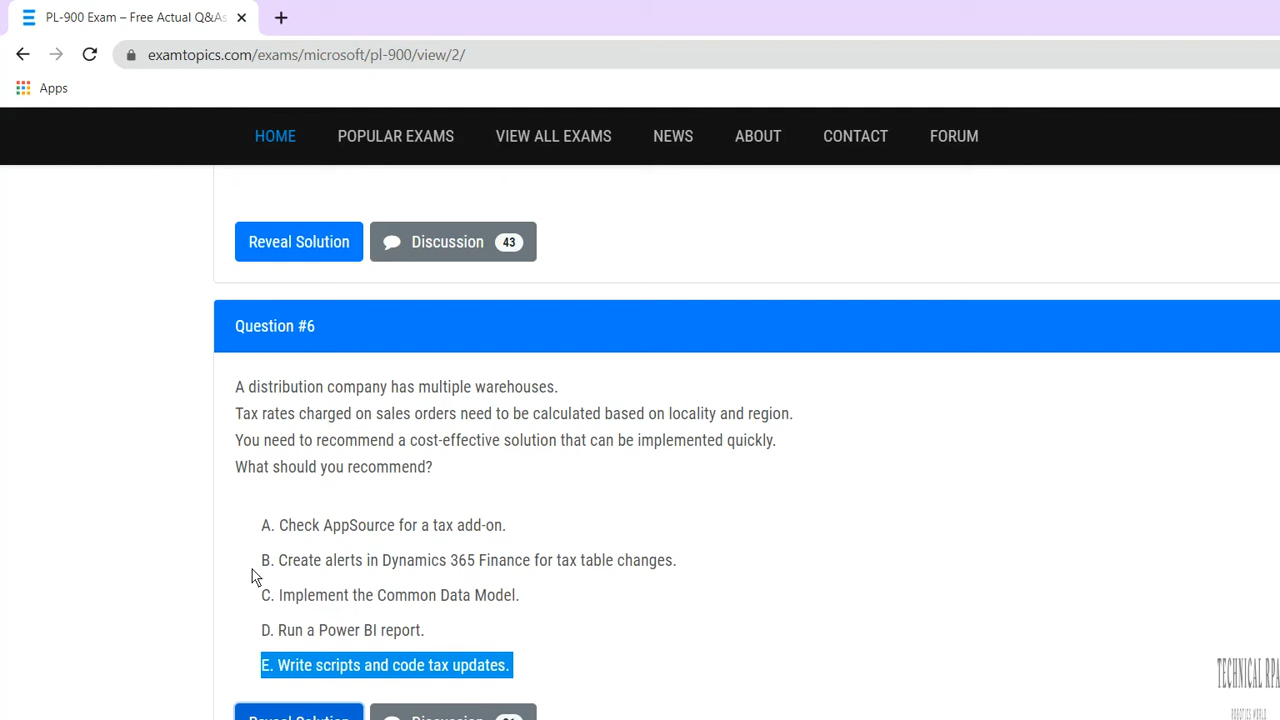 PL-900 Exam – Free Actual Q&As
examtopics.com/exams/microsoft/pl-900/view/2/
Apps
HOME POPULAR EXAMS VIEW ALL EXAMS NEWS ABOUT CONTACT FORUM
Reveal Solution Discussion 43
Question #6
A distribution company has multiple warehouses.
Tax rates charged on sales orders need to be calculated based on locality and region.
You need to recommend a cost-effective solution that can be implemented quickly.
What should you recommend?
A. Check AppSource for a tax add-on.
B. Create alerts in Dynamics 365 Finance for tax table changes.
C. Implement the Common Data Model.
D. Run a Power BI report.
E. Write scripts and code tax updates.
TECHNICAL RPA
ROBOTICS WORLD
Reveal Solution Discussion